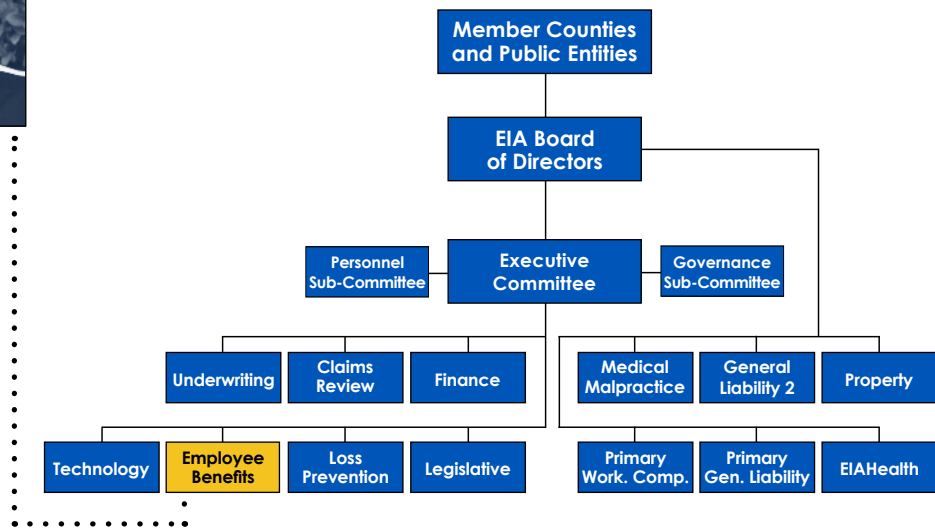 Member Counties
and Public Entities
EIA Board
of Directors
Personnel
Sub-Committee
Executive
Committee
Governance
Sub-Committee
Underwriting
Claims
Review
Finance
Medical
Malpractice
General
Liability 2
Property
Technology
Employee
Benefits
Loss
Prevention
Legislative
Primary
Work. Comp.
Primary
Gen. Liability
EIAHealth